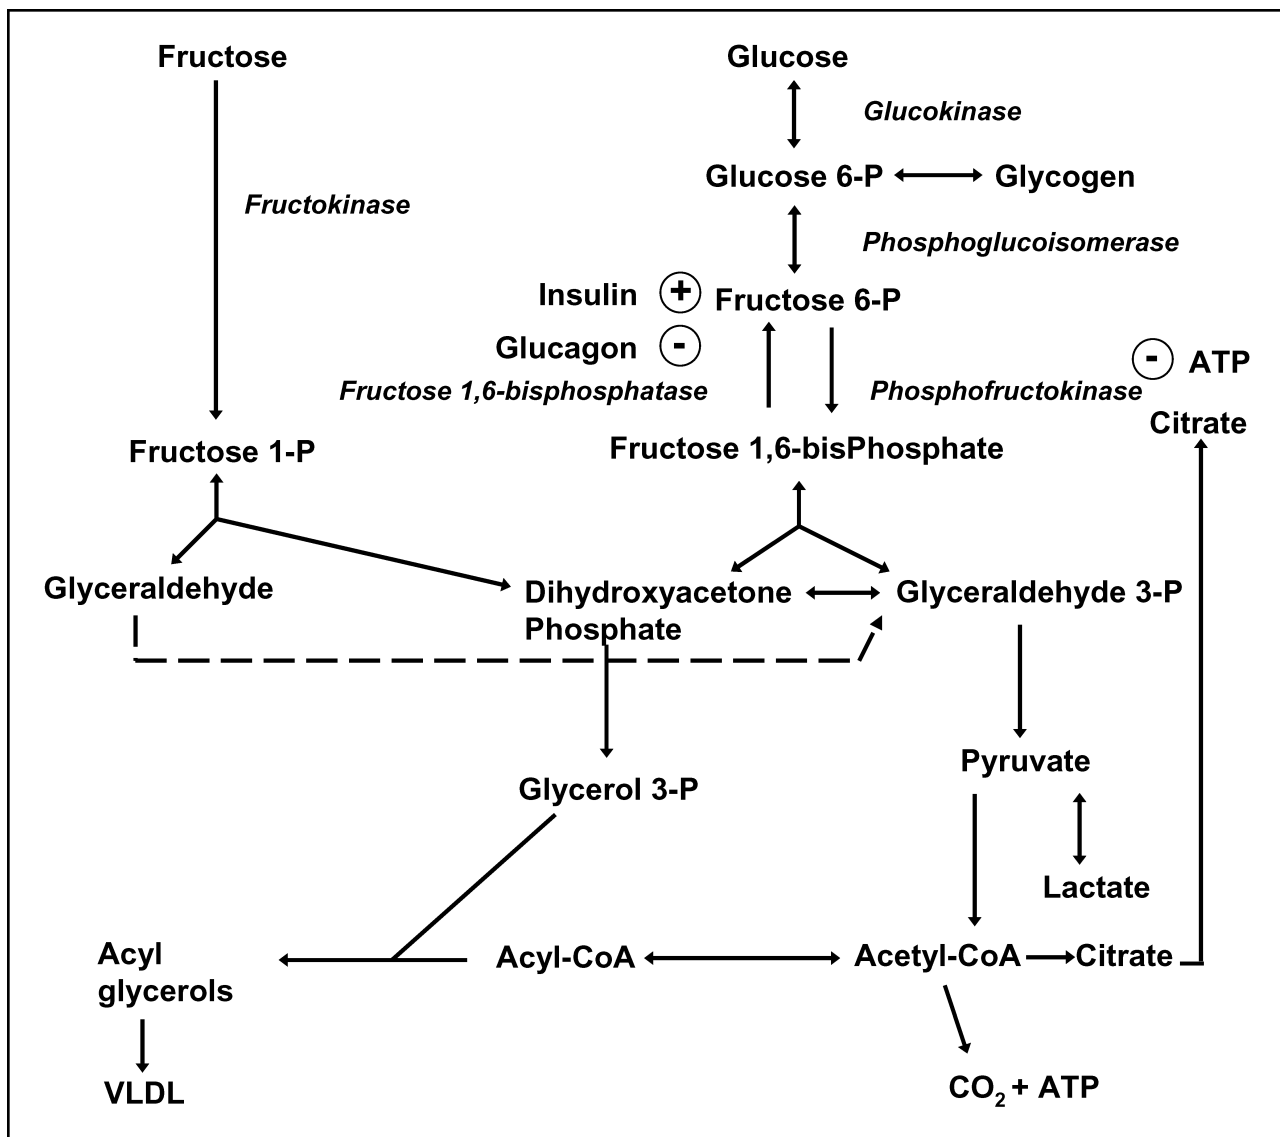 Fructose
Glucose
Glucokinase
Glucose 6-P
Glycogen
Fructokinase
Phosphoglucoisomerase
Insulin + Fructose 6-P
Glucagon -
- ATP
Fructose 1,6-bisphosphatase
Phosphofructokinase
Citrate
Fructose 1-P
Fructose 1,6-bisPhosphate
Glyceraldehyde
Dihydroxyacetone
Phosphate
Glyceraldehyde 3-P
Pyruvate
Glycerol 3-P
Lactate
Acyl
glycerols
Acyl-CoA
Acetyl-CoA
Citrate
VLDL
CO2 + ATP